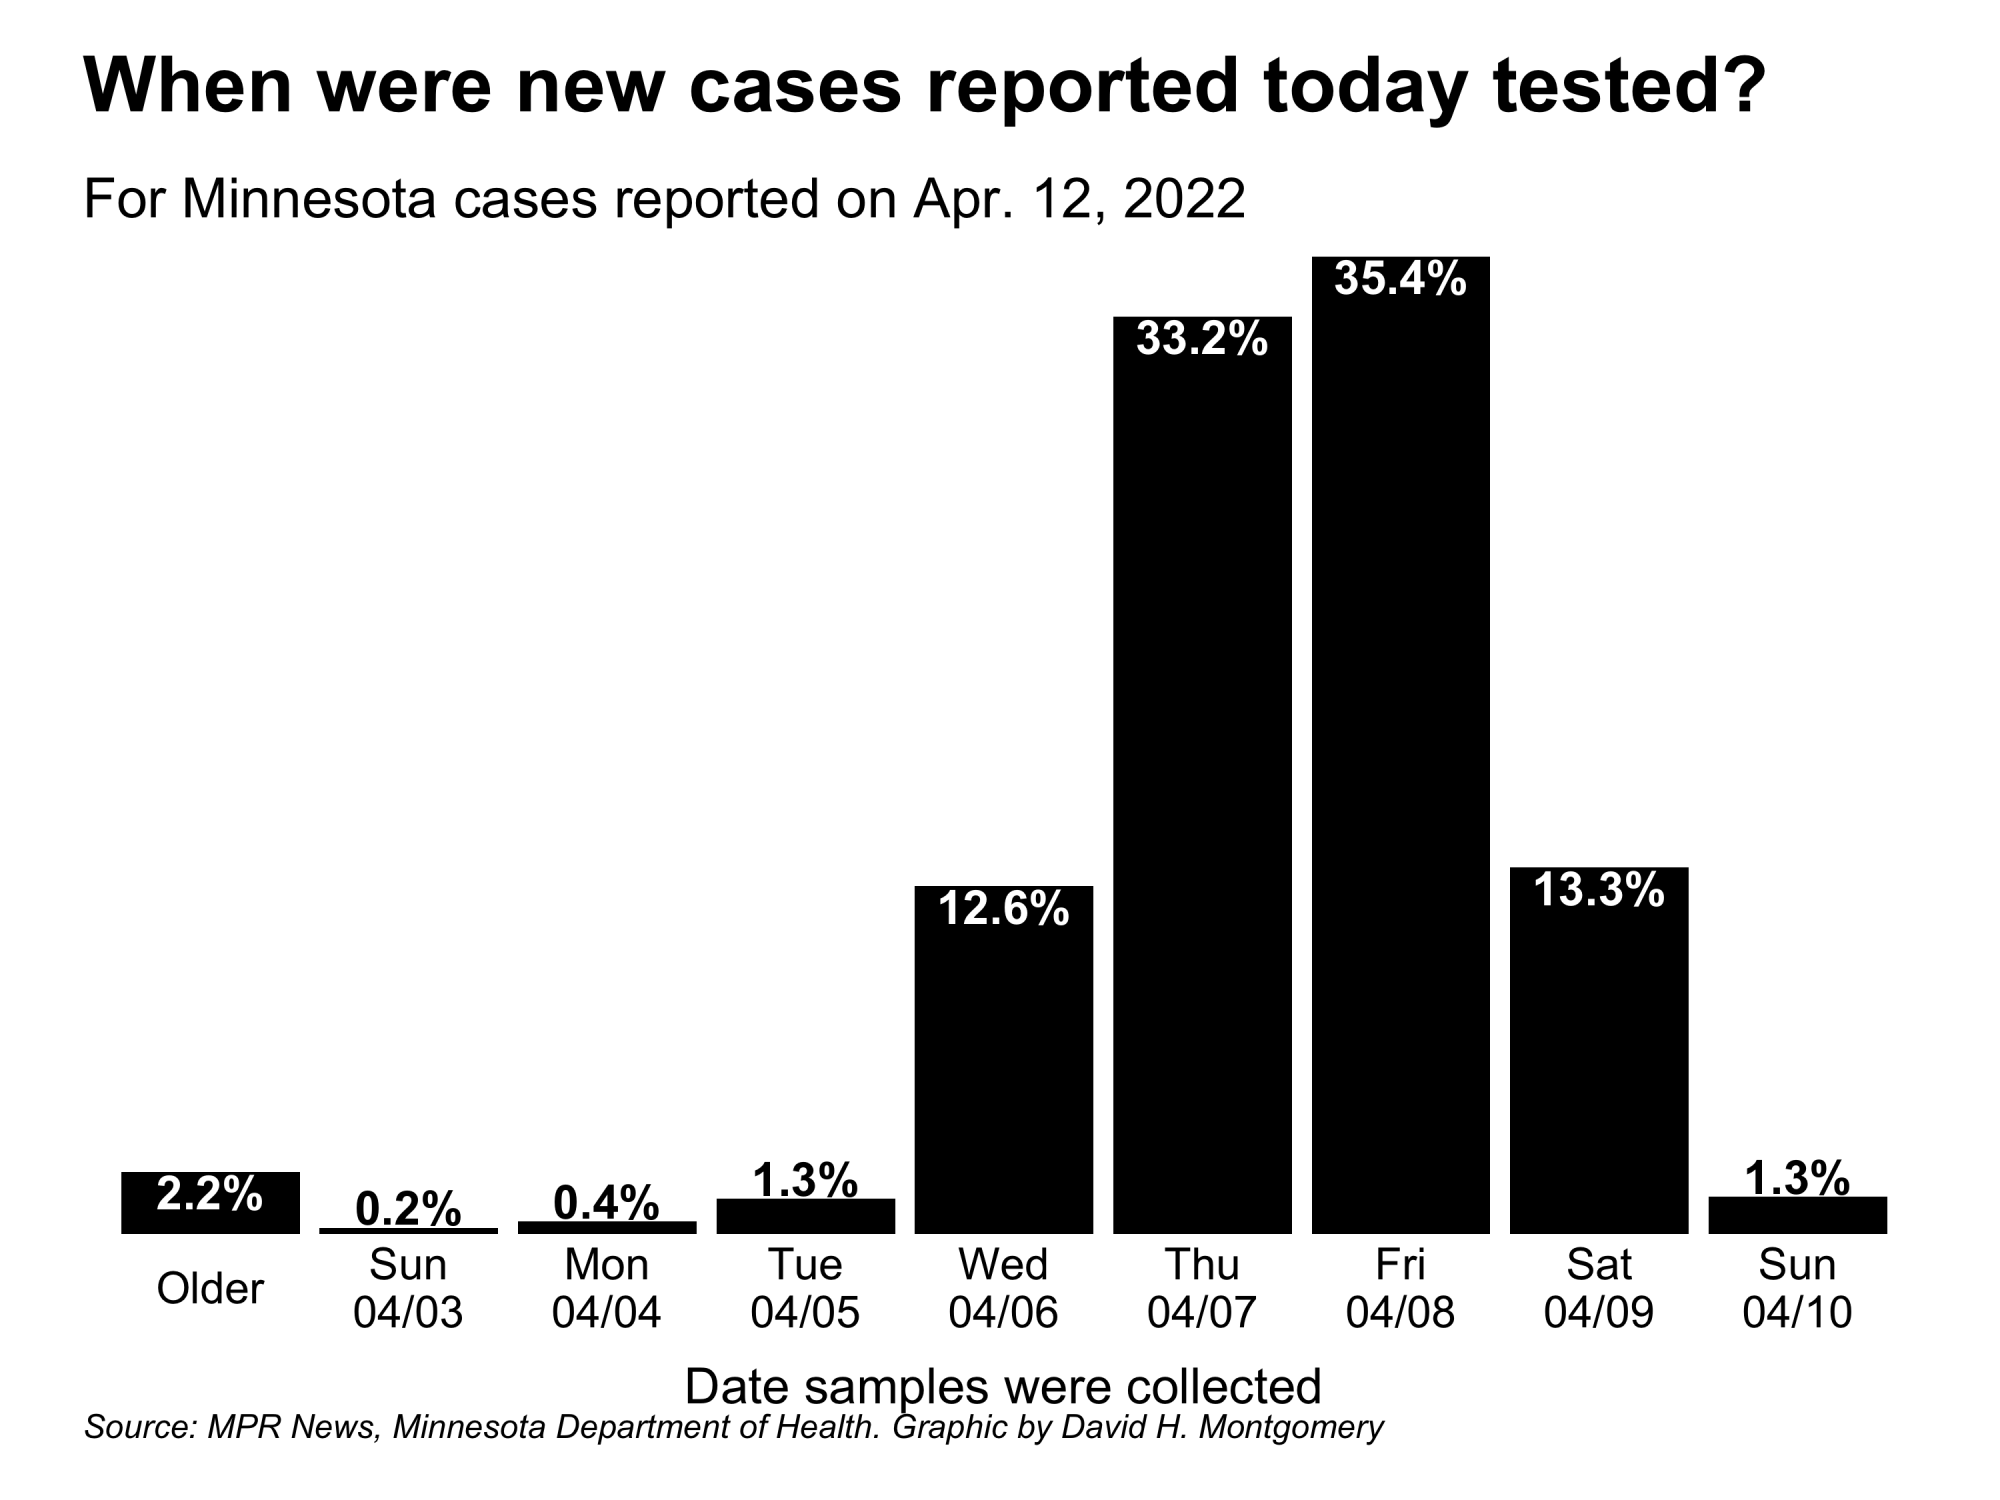 When were new cases reported today tested?
For Minnesota cases reported on Apr. 12, 2022
35.4%
33.2%
13.3%
12.6%
2.2%
0.2%
0.4%
1.3%
1.3%
Older
Sun
04/03
Mon
04/04
Tue
04/05
Wed
04/06
Thu
04/07
Fri
04/08
Sat
04/09
Sun
04/10
Date samples were collected
Source: MPR News, Minnesota Department of Health. Graphic by David H. Montgomery